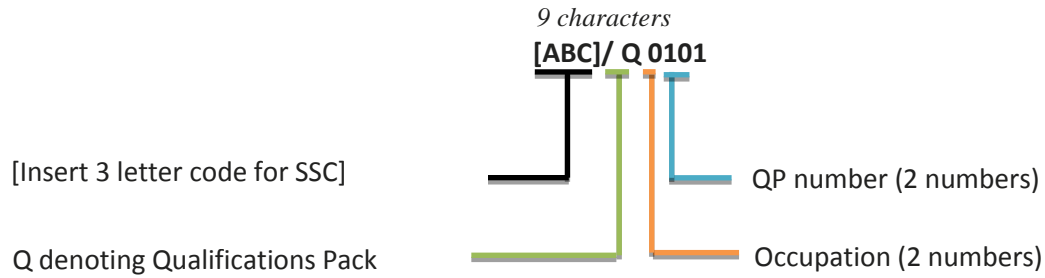 9 characters
[ABC]/ Q 0101
[Insert 3 letter code for SSC]
QP number (2 numbers)
Q denoting Qualifications Pack
Occupation (2 numbers)